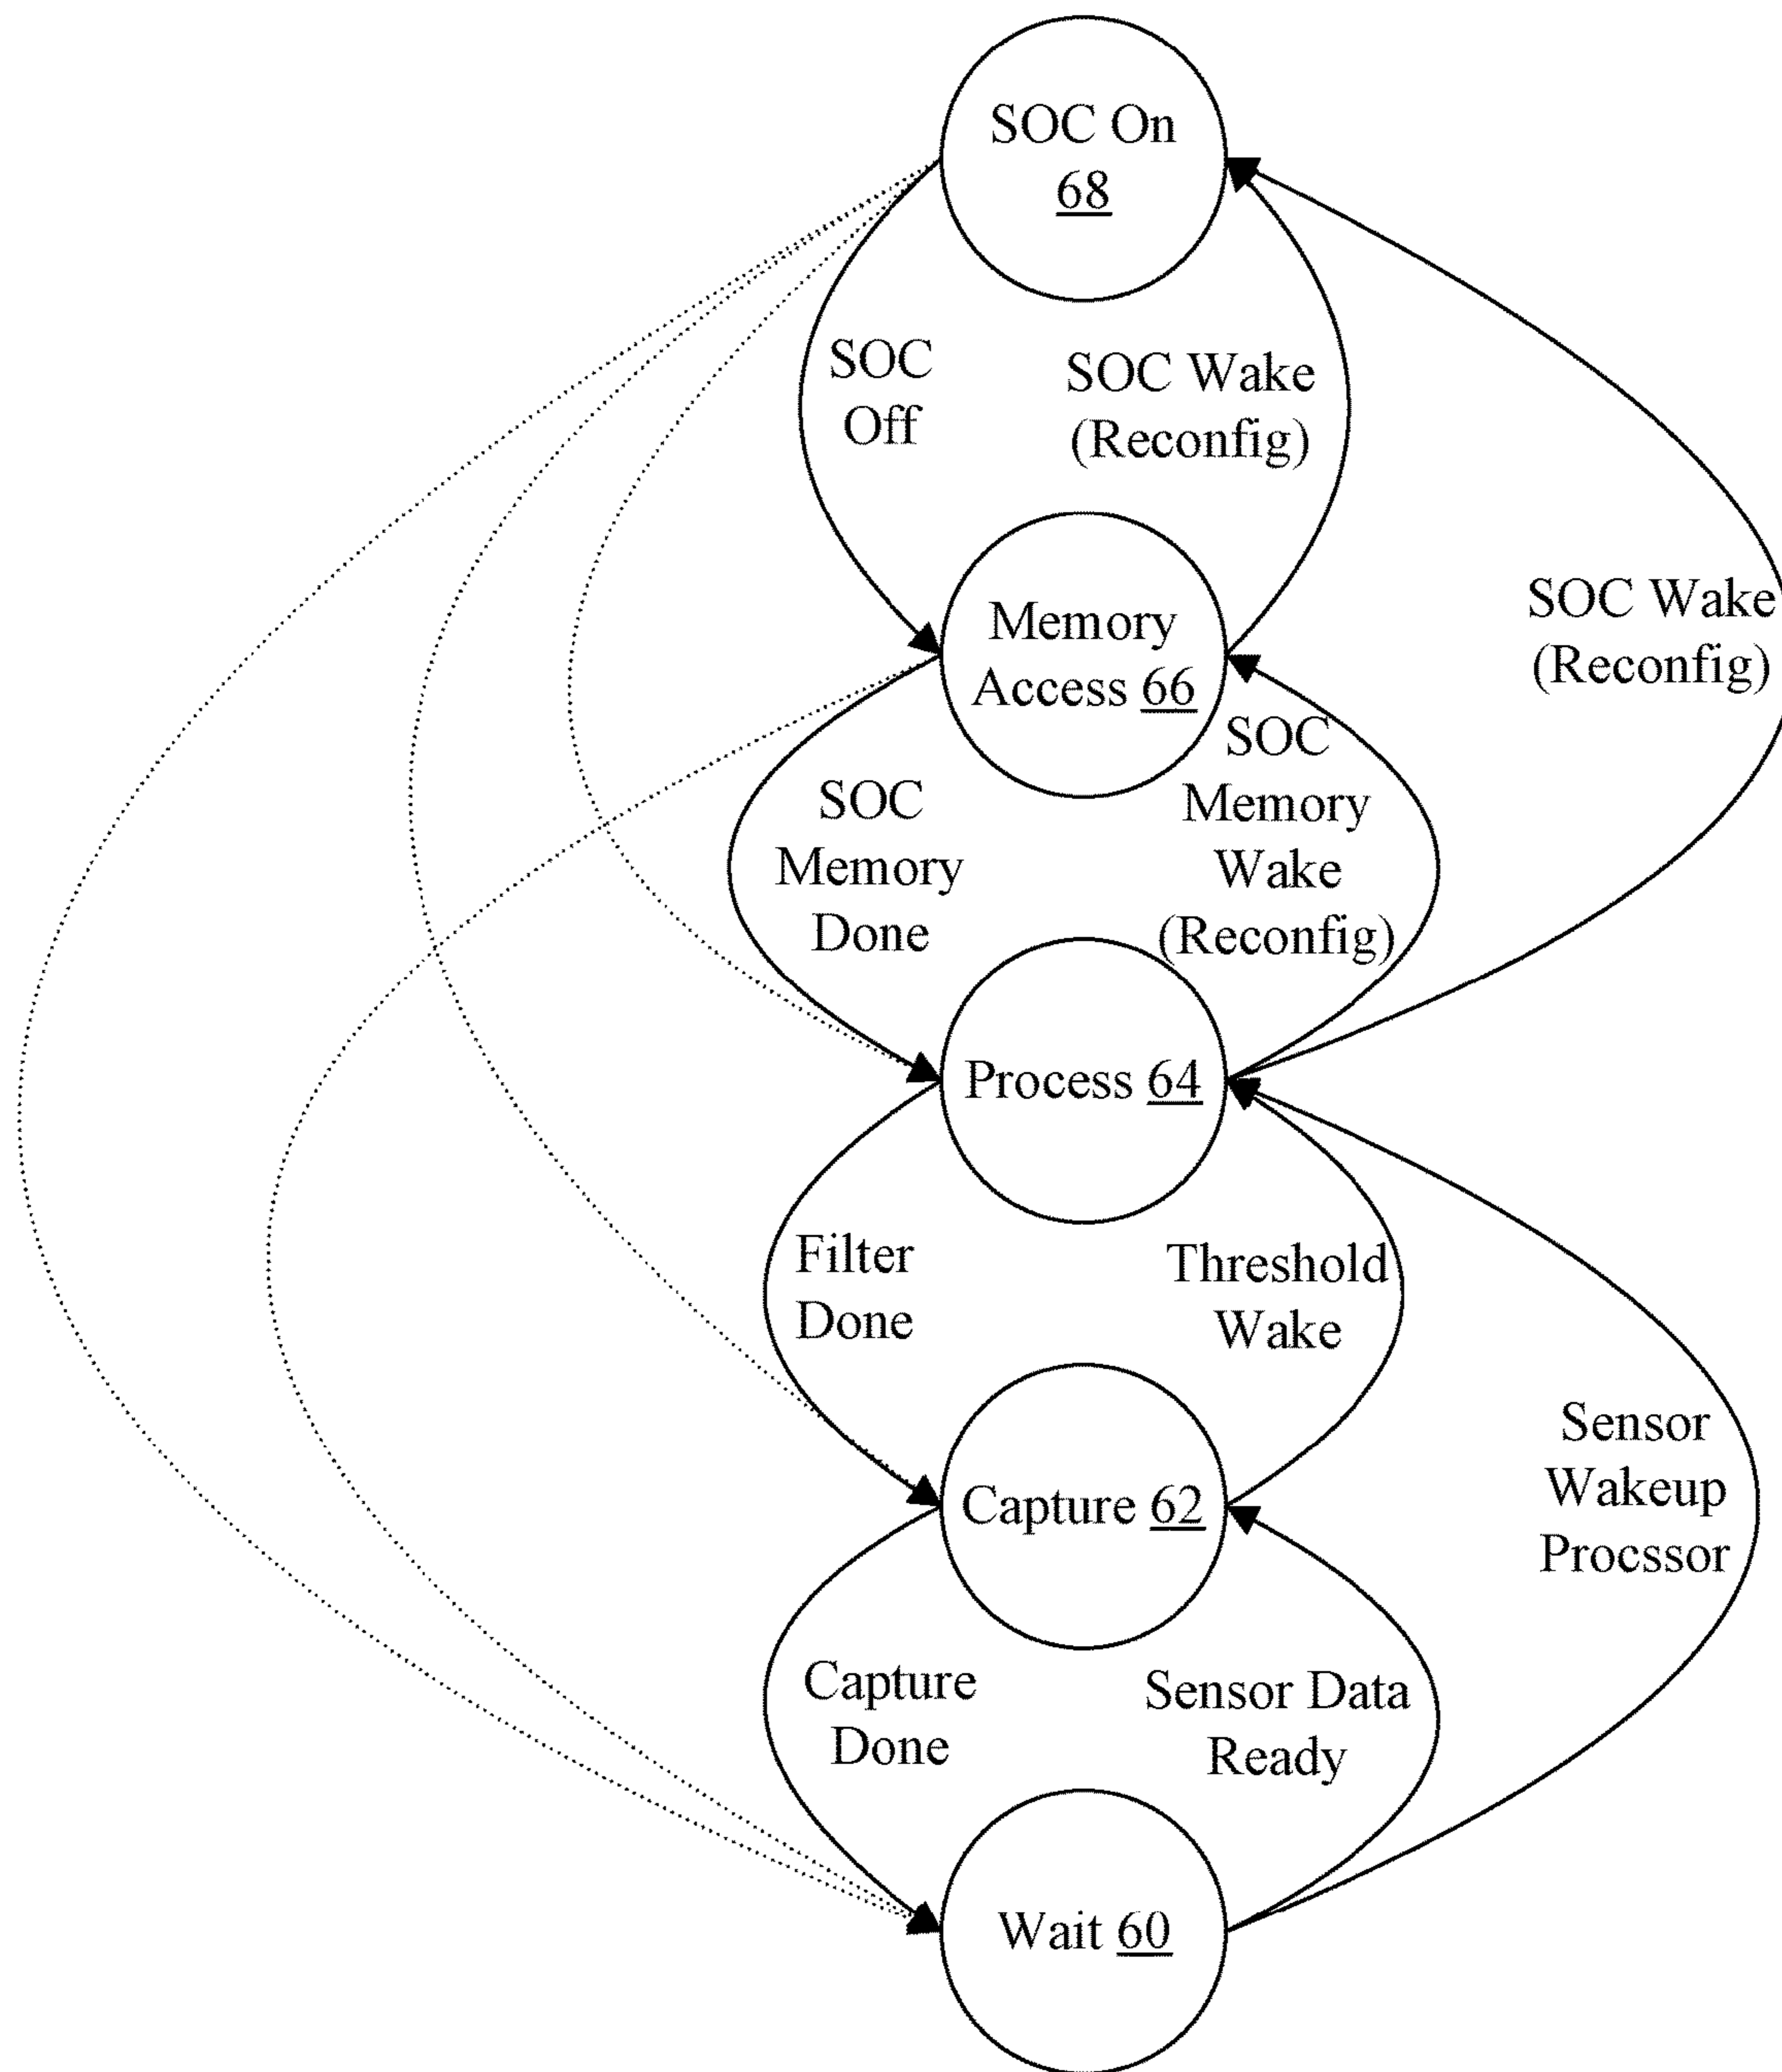 SOC On
68
SOC
Off
SOC Wake
(Reconfig)
SOC Wake
(Reconfig)
Memory
Access 66
SOC
Memory
Done
SOC
Memory
Wake
(Reconfig)
Process 64
Filter
Done
Threshold
Wake
Sensor
Wakeup
Procssor
Capture 62
Capture
Done
Sensor Data
Ready
Wait 60